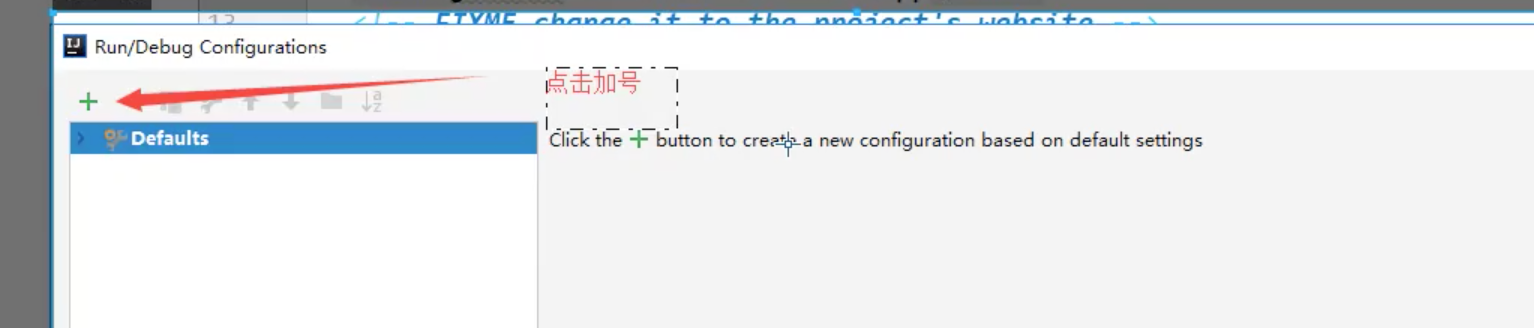 13 <!-- FIXME change it to the project's website -->
Run/Debug Configurations
点击加号
Defaults
Click the + button to create a new configuration based on default settings